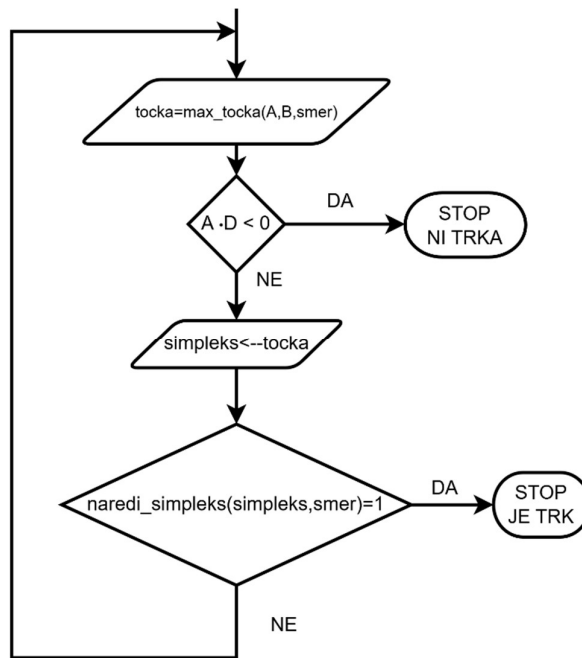 tocka=max_tocka(A,B,smer)
A ·D < 0
DA
STOP
NI TRKA
NE
simpleks<--tocka
naredi_simpleks(simpleks,smer)=1
DA
STOP
JE TRK
NE